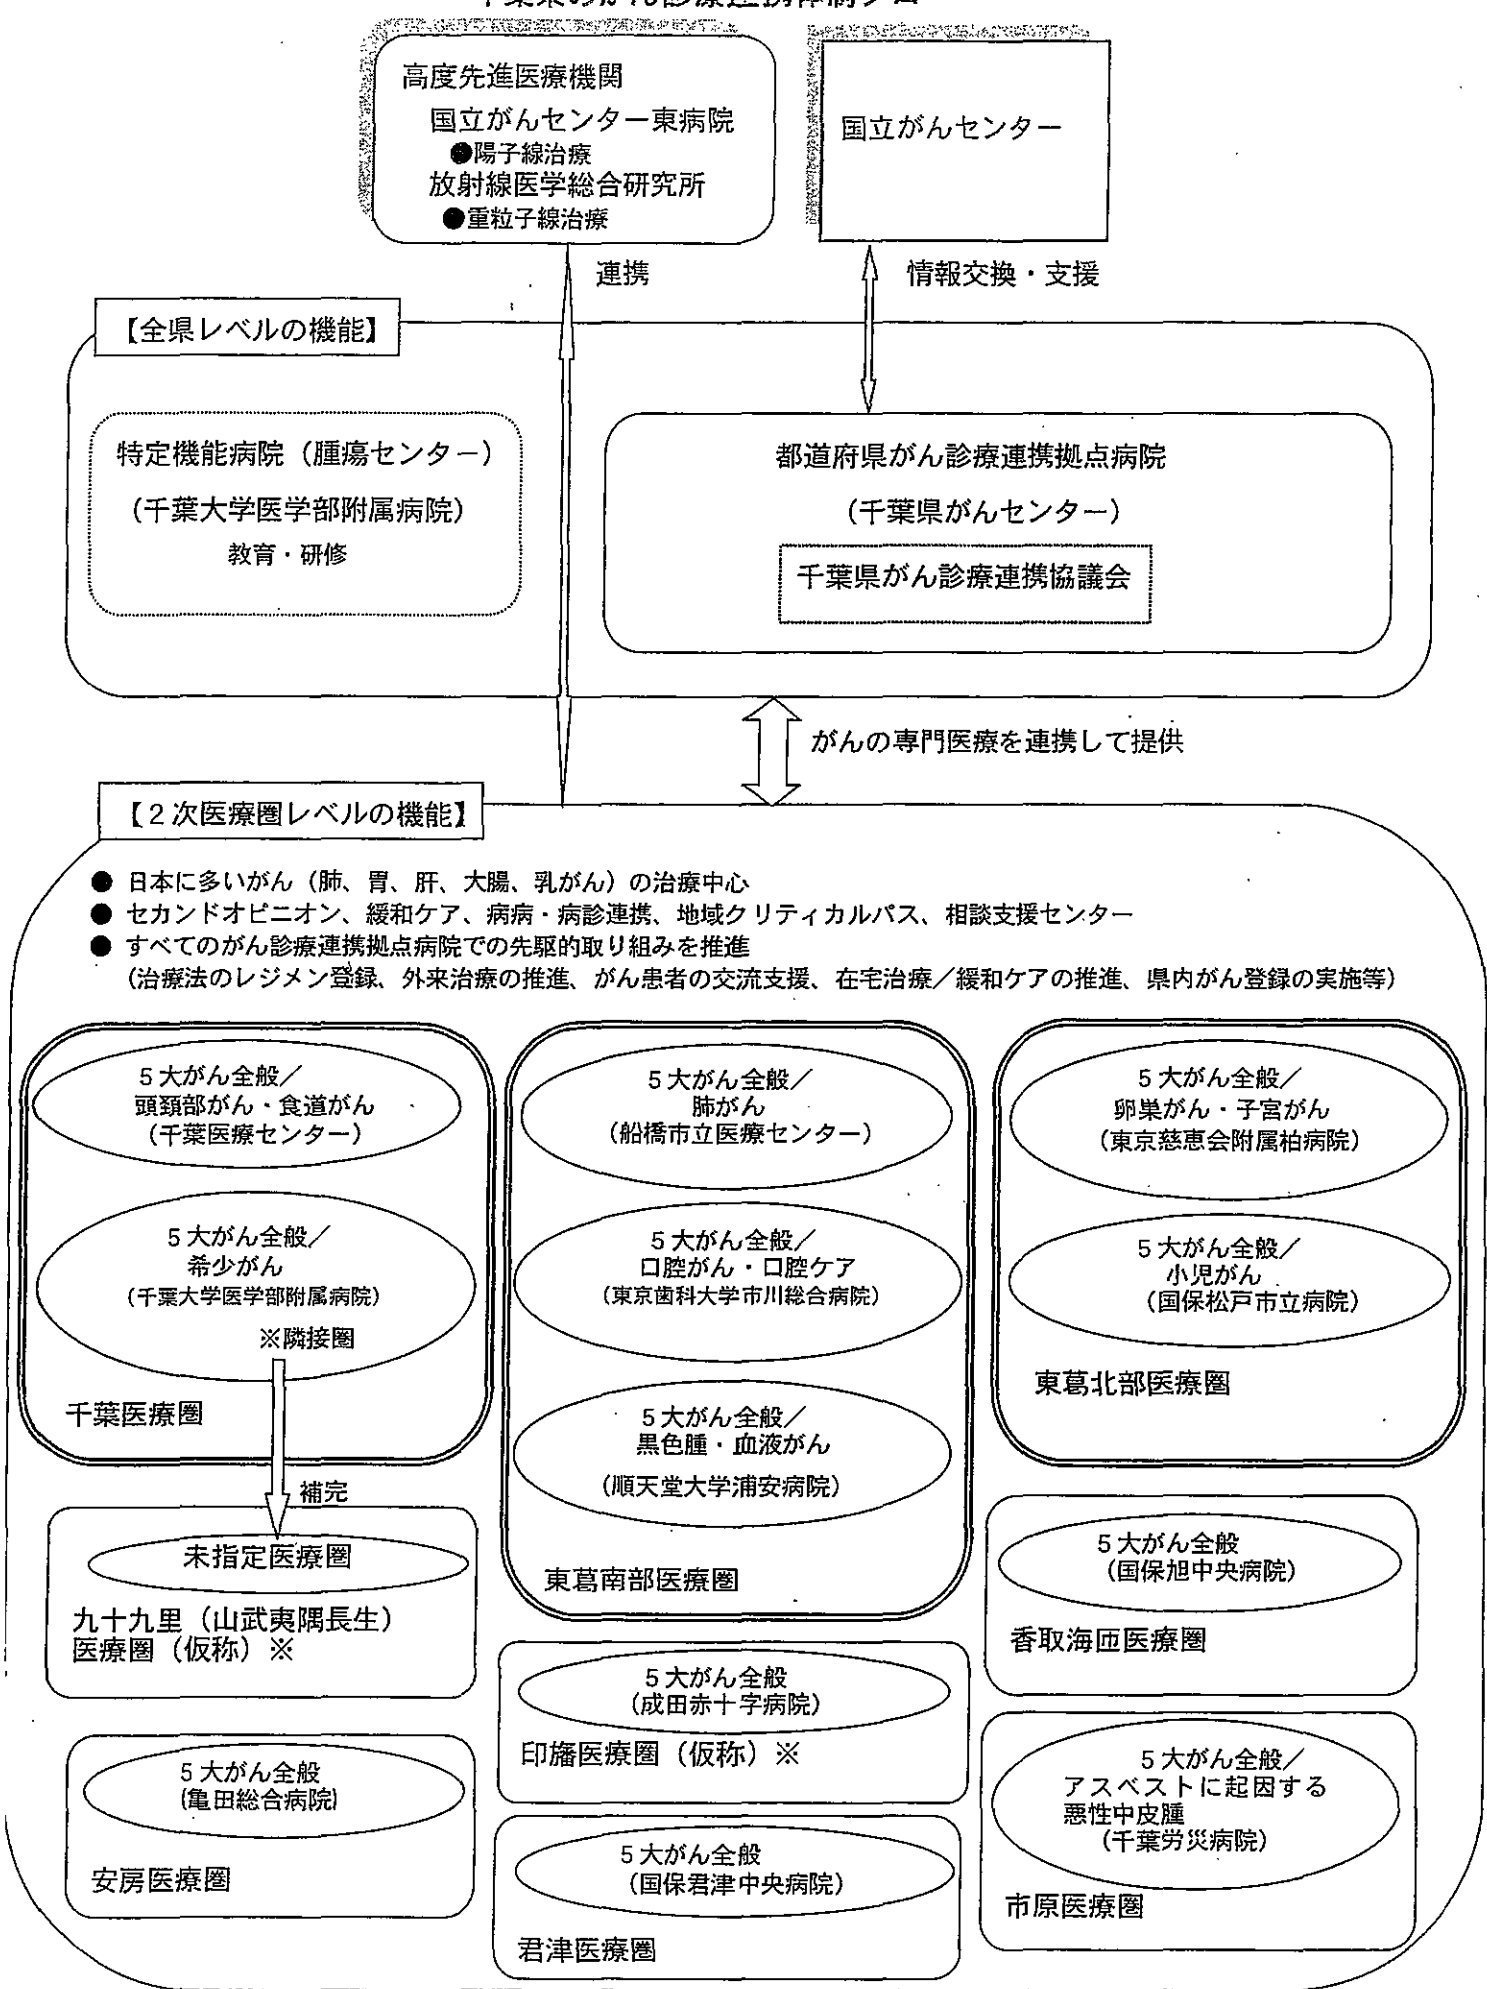 高度先進医療機関
国立がんセンター東病院
●陽子線治療
放射線医学総合研究所
●重粒子線治療
国立がんセンター
連携
情報交換・支援
【全県レベルの機能】
特定機能病院（腫瘍センター）
（千葉大学医学部附属病院）
教育・研修
都道府県がん診療連携拠点病院
（千葉県がんセンター）
千葉県がん診療連携協議会
がんの専門医療を連携して提供
【2次医療圏レベルの機能】
● 日本に多いがん（肺、胃、肝、大腸、乳がん）の治療中心
● セカンドオピニオン、緩和ケア、病病・病診連携、地域クリティカルパス、相談支援センター
● すべてのがん診療連携拠点病院での先駆的取り組みを推進
（治療法のレジメン登録、外来治療の推進、がん患者の交流支援、在宅治療／緩和ケアの推進、県内がん登録の実施等）
5大がん全般／
頭頚部がん・食道がん
（千葉医療センター）
5大がん全般／
希少がん
（千葉大学医学部附属病院）
※隣接圏
千葉医療圏
補完
未指定医療圏
九十九里（山武夷隅長生）
医療圏（仮称）※
5大がん全般
（亀田総合病院）
安房医療圏
5大がん全般／
肺がん
（船橋市立医療センター）
5大がん全般／
口腔がん・口腔ケア
（東京歯科大学市川総合病院）
5大がん全般／
黒色腫・血液がん
（順天堂大学浦安病院）
東葛南部医療圏
5大がん全般
（成田赤十字病院）
印旛医療圏（仮称）※
5大がん全般
（国保君津中央病院）
君津医療圏
5大がん全般／
卵巣がん・子宮がん
（東京慈恵会附属柏病院）
5大がん全般／
小児がん
（国保松戸市立病院）
東葛北部医療圏
5大がん全般
（国保旭中央病院）
香取海匝医療圏
5大がん全般／
アスベストに起因する
悪性中皮腫
（千葉労災病院）
市原医療圏